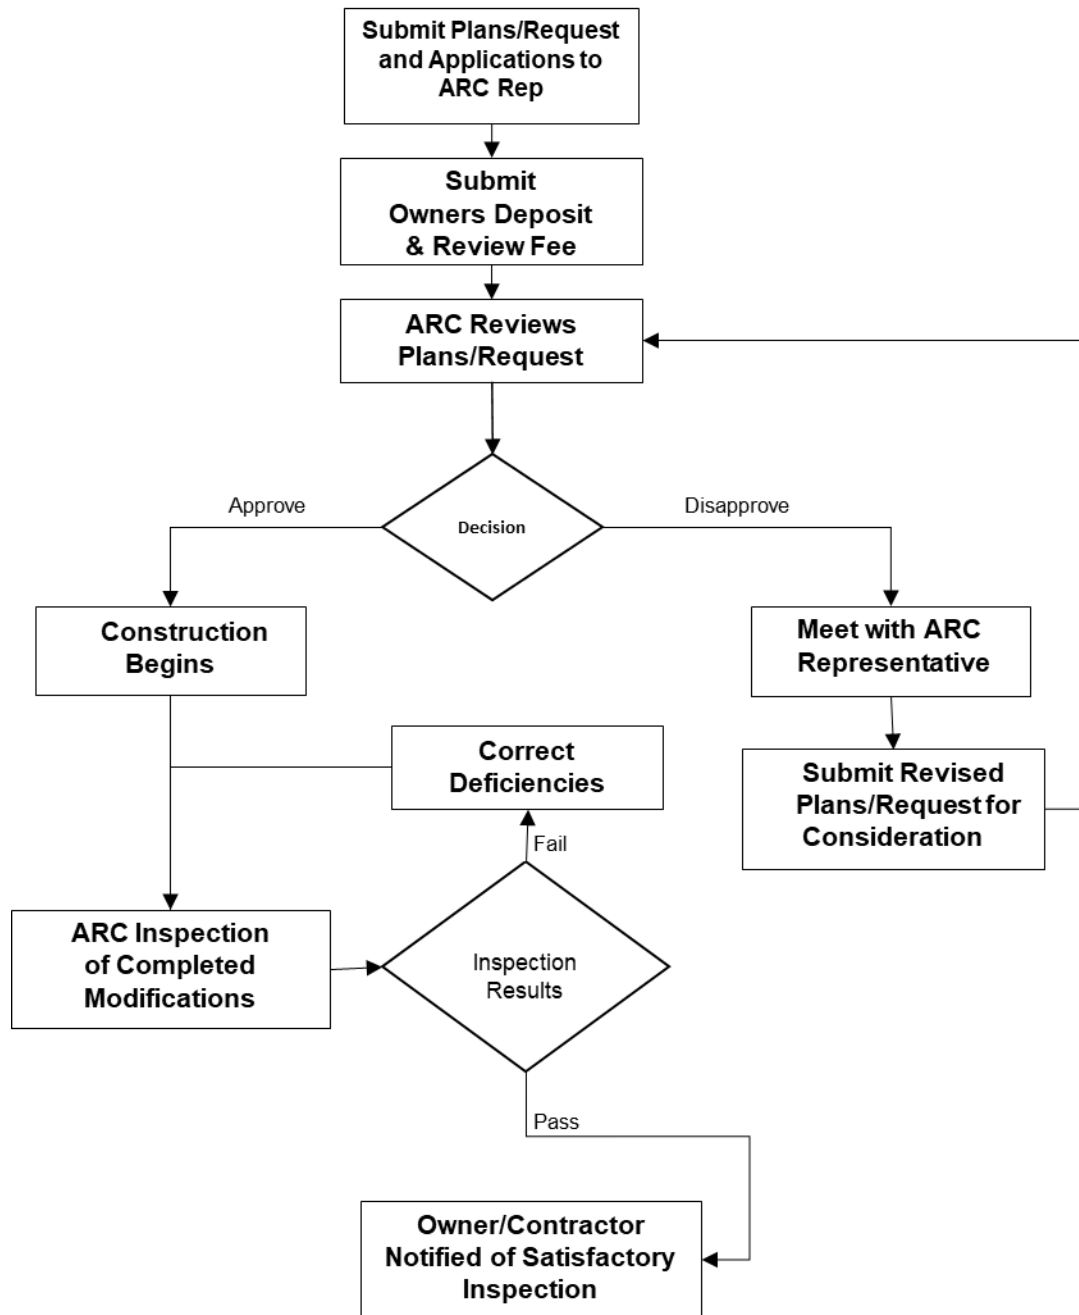 Submit Plans/Request
and Applications to
ARC Rep
Submit
Owners Deposit
& Review Fee
ARC Reviews
Plans/Request
Approve
Decision
Disapprove
Construction
Begins
Meet with ARC
Representative
Correct
Deficiencies
Submit Revised
Plans/Request for
Consideration
Fail
ARC Inspection
of Completed
Modifications
Inspection
Results
Pass
Owner/Contractor
Notified of Satisfactory
Inspection